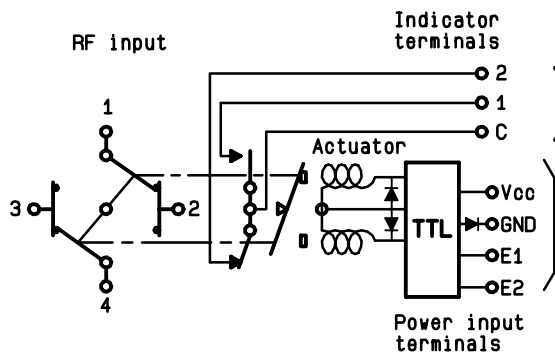 RF input
Indicator
terminals
2
1
C
Actuator
1
3
2
4
TTL
Vcc
GND
E1
E2
Power input
terminals